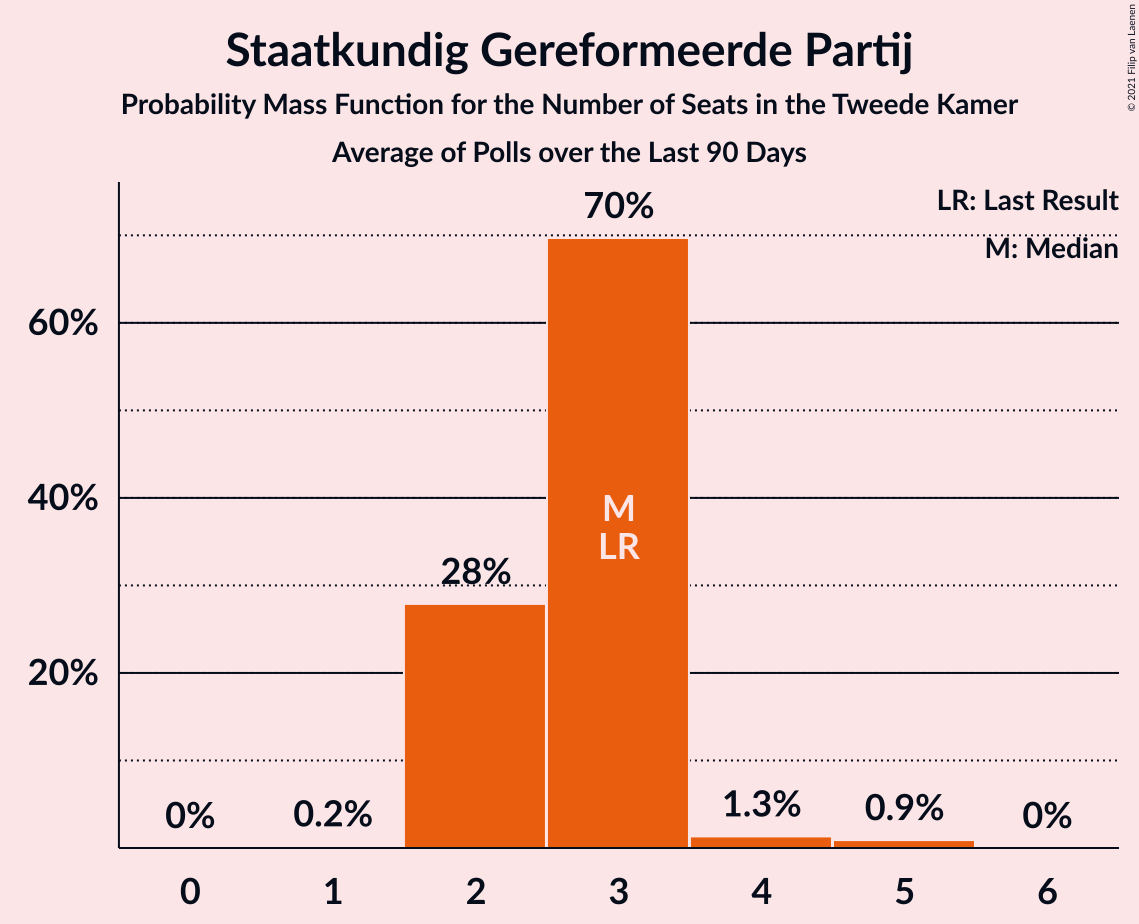 Staatkundig Gereformeerde Partij
Probability Mass Function for the Number of Seats in the Tweede Kamer
Average of Polls over the Last 90 Days
© 2021 Filip van Laenen
LR: Last Result
M: Median
70%
60%
40%
M
LR
28%
20%
0%
0.2%
1.3%
0.9%
0%
0
1
2
3
4
5
6